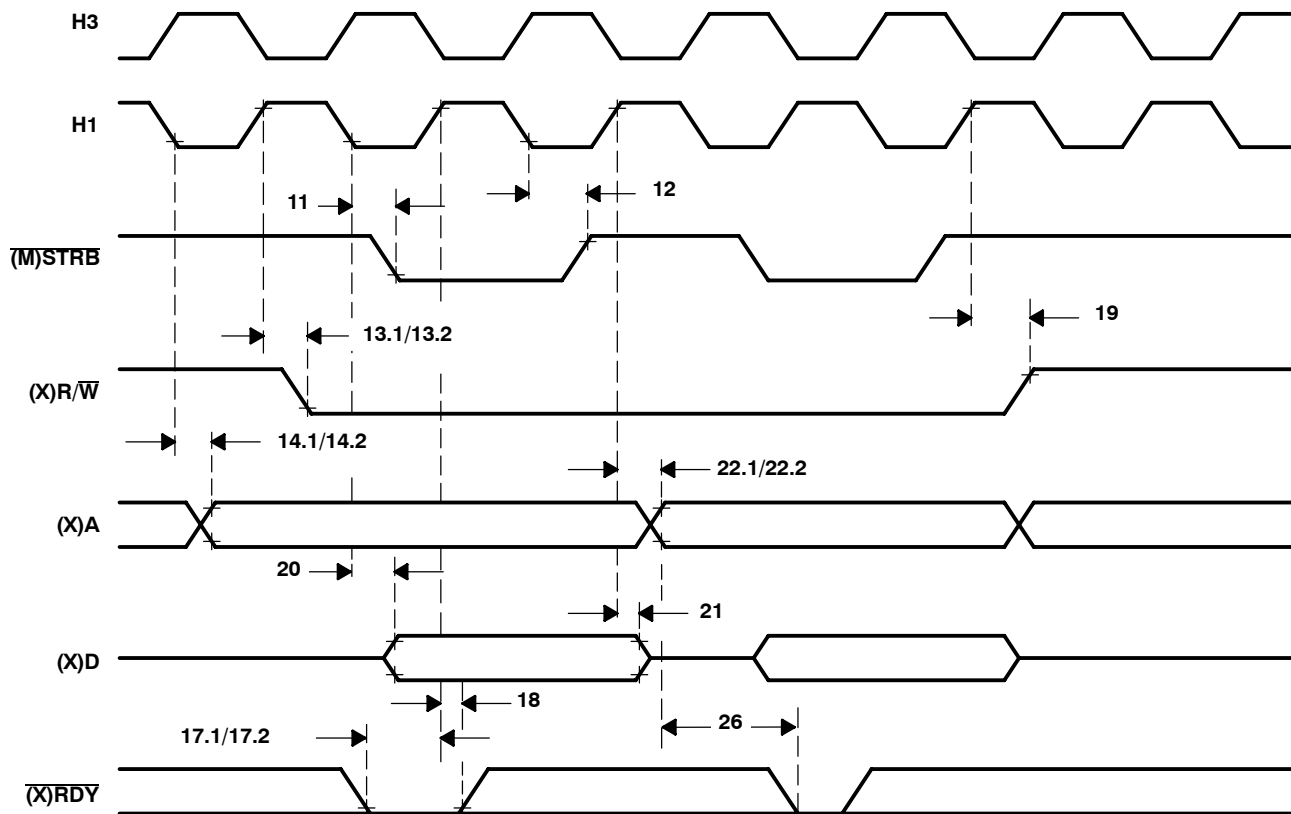 H3
H1
11
12
(M)STRB
19
13.1/13.2
(X)R/W
14.1/14.2
22.1/22.2
(X)A
20
21
(X)D
18
26
17.1/17.2
(X)RDY